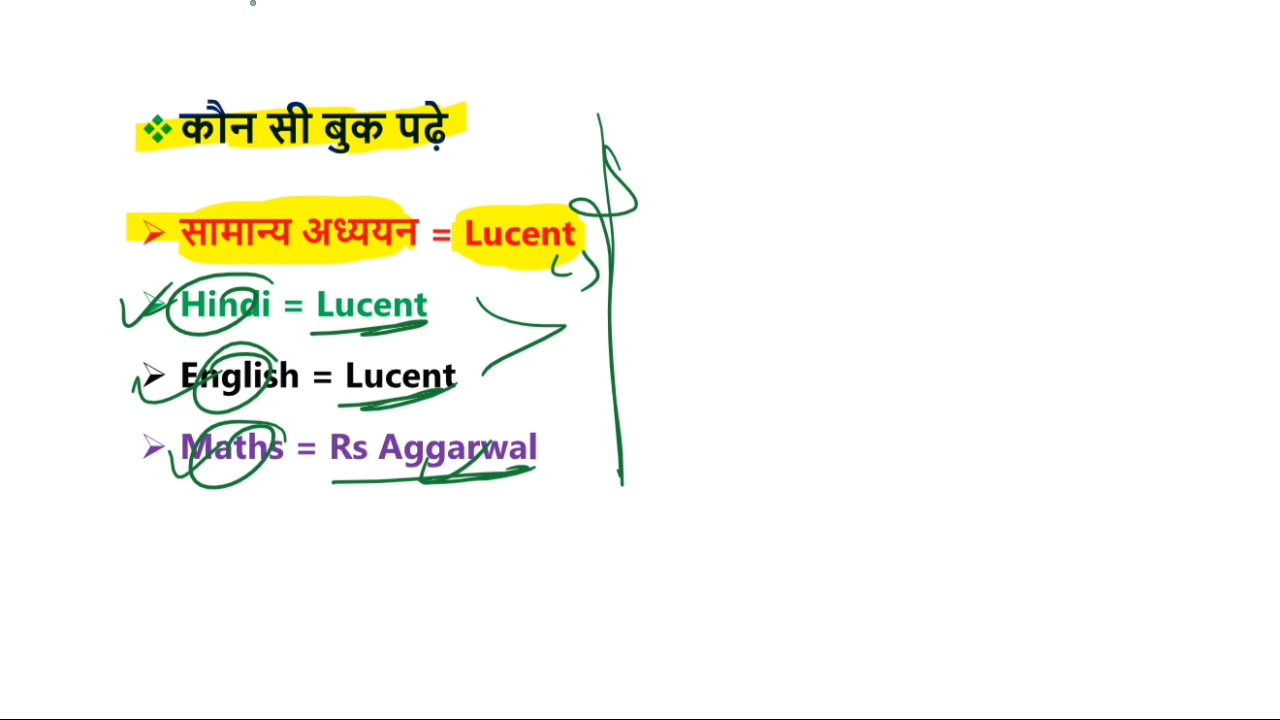 ❖ कौन सी बुक पढ़े
➢ सामान्य अध्ययन = Lucent
➢ Hindi = Lucent
➢ English = Lucent
➢ Maths = Rs Aggarwal